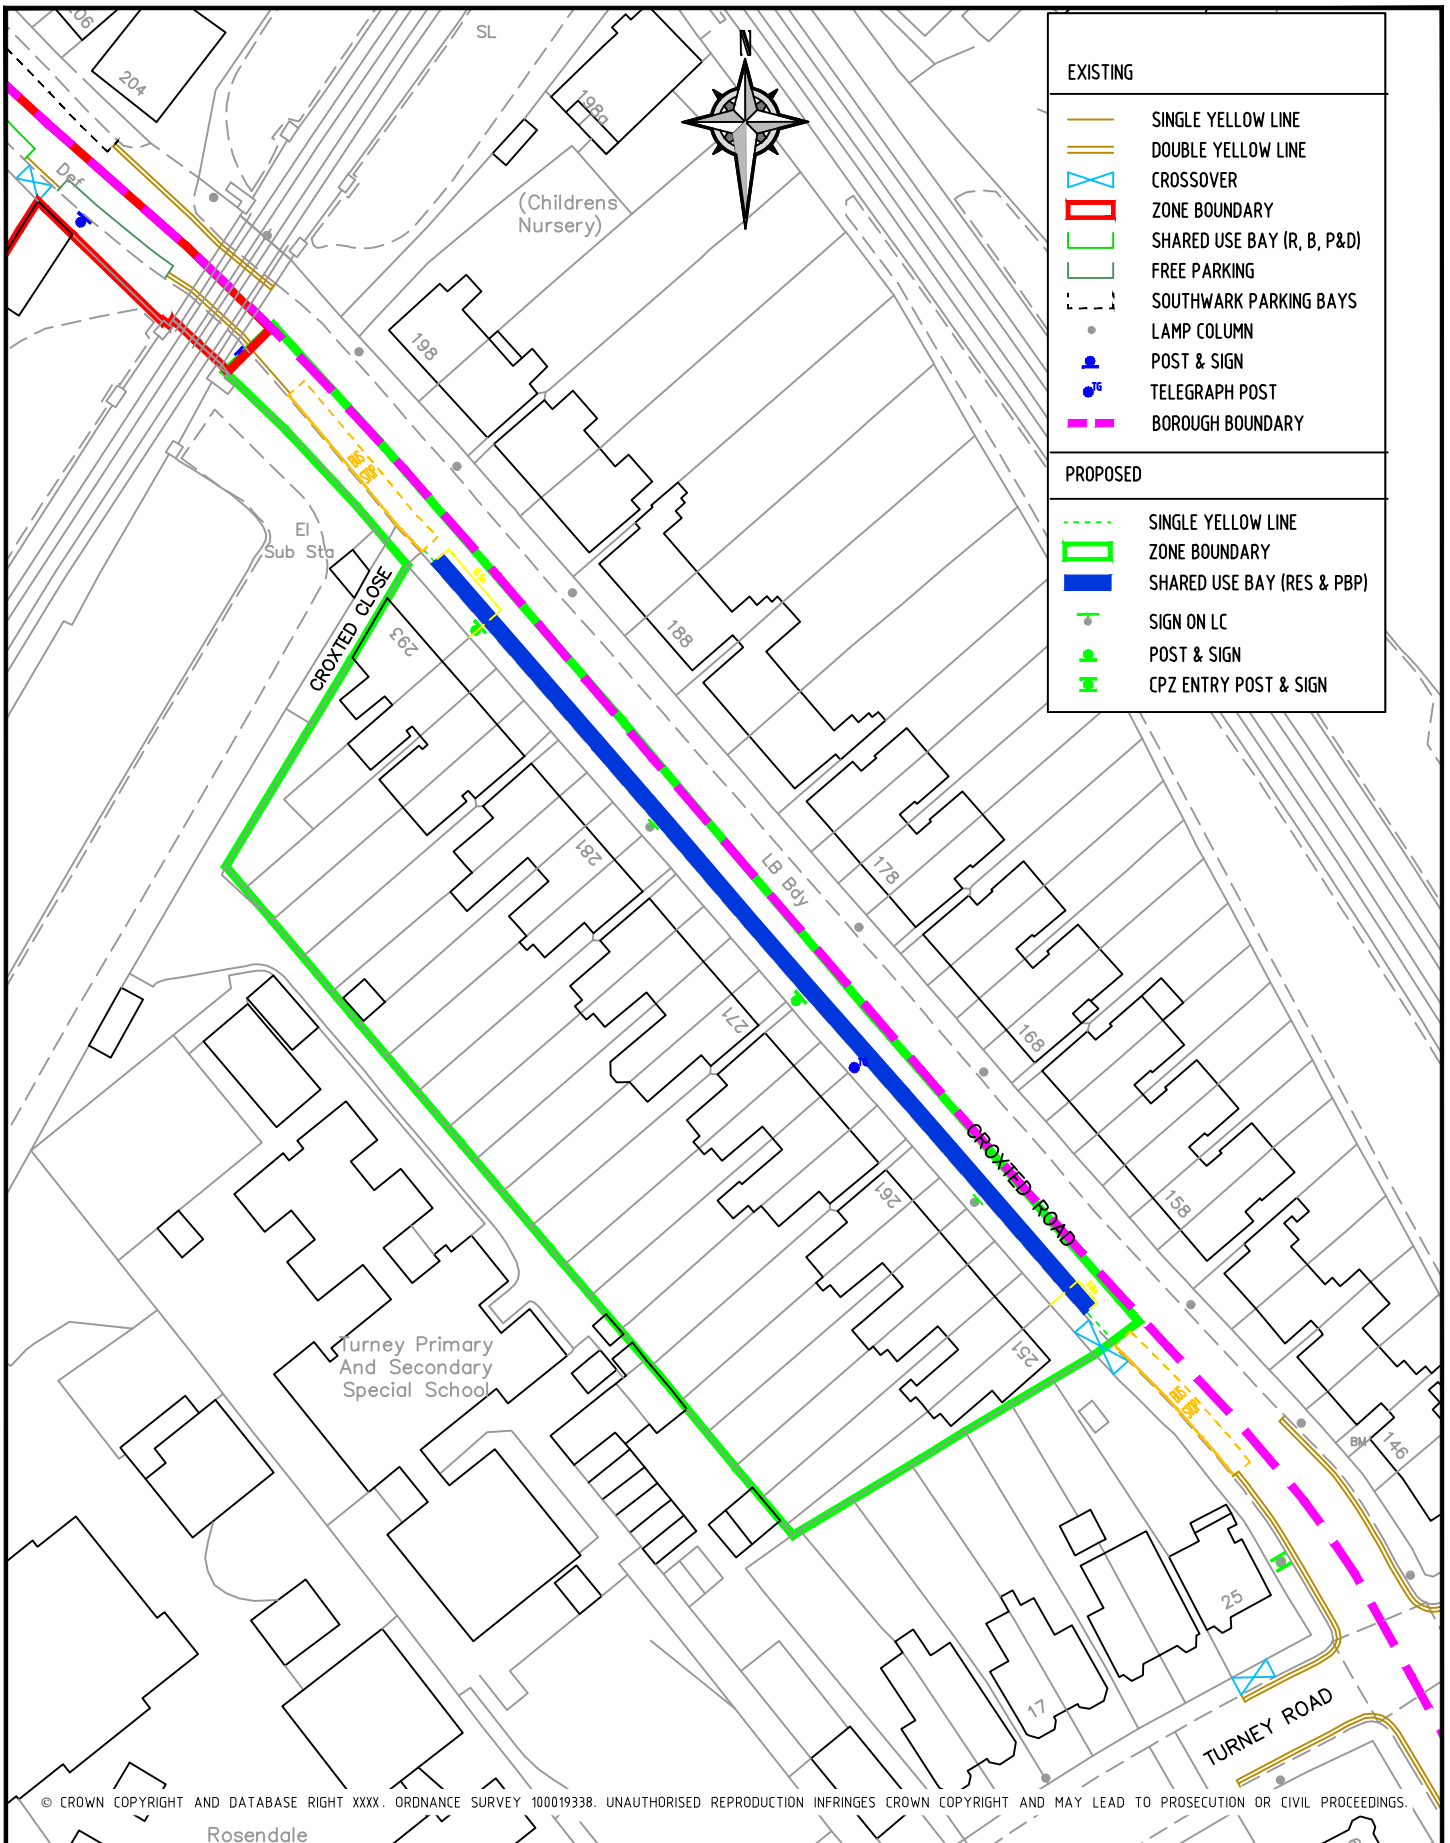 206
204
SL
198a
N
Def
(Childrens
Nursery)
198
El
Sub Sta
CROXTED CLOSE
293
188
281
LB Bdy
178
271
168
CROXTED ROAD
261
158
251
Turney Primary
And Secondary
Special School
BM
146
25
17
TURNEY ROAD
TG
Rosendale
EXISTING
SINGLE YELLOW LINE
DOUBLE YELLOW LINE
CROSSOVER
ZONE BOUNDARY
SHARED USE BAY (R, B, P&D)
FREE PARKING
SOUTHWARK PARKING BAYS
LAMP COLUMN
POST & SIGN
TG
TELEGRAPH POST
BOROUGH BOUNDARY
PROPOSED
SINGLE YELLOW LINE
ZONE BOUNDARY
SHARED USE BAY (RES & PBP)
SIGN ON LC
POST & SIGN
CPZ ENTRY POST & SIGN
© CROWN COPYRIGHT AND DATABASE RIGHT XXXX. ORDNANCE SURVEY 100019338. UNAUTHORISED REPRODUCTION INFRINGES CROWN COPYRIGHT AND MAY LEAD TO PROSECUTION OR CIVIL PROCEEDINGS.